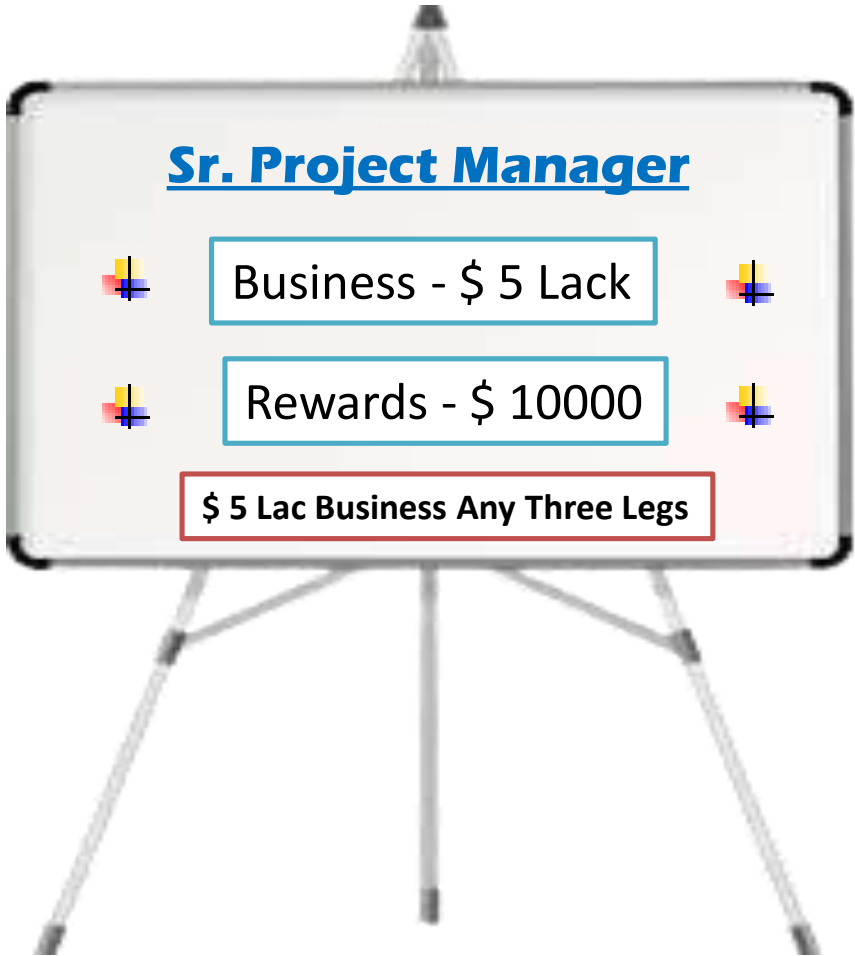 Sr. Project Manager
Business - $ 5 Lack
Rewards - $ 10000
$ 5 Lac Business Any Three Legs